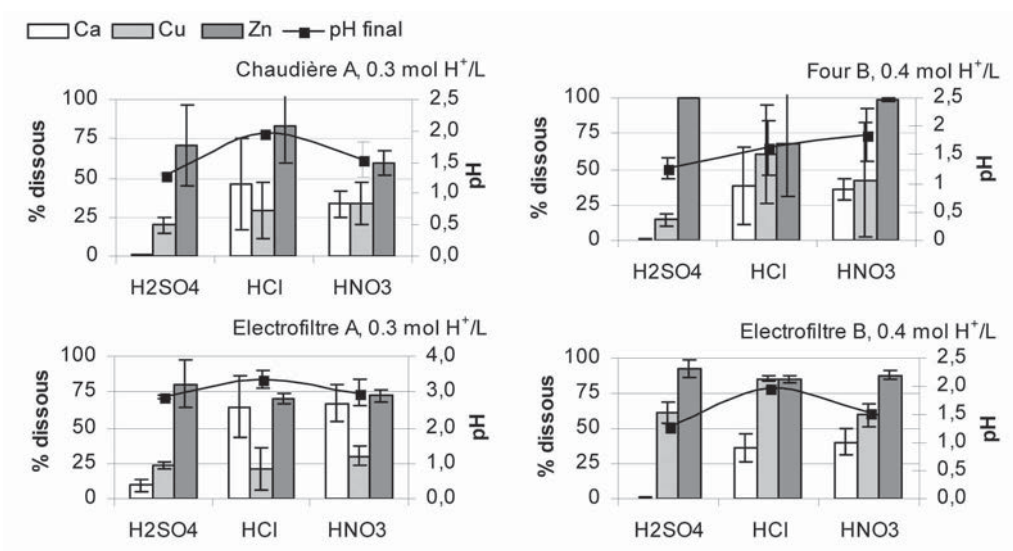 Ca Cu Zn pH final
Chaudière A, 0.3 mol H+/L
100
75
50
25
0
% dissous
2,5
2,0
1,5
1,0
0,5
0,0
pH
H2SO4 HCl HNO3
Four B, 0.4 mol H+/L
100
75
50
25
0
% dissous
2,5
2
1,5
1
0,5
0
pH
H2SO4 HCl HNO3
Electrofiltre A, 0.3 mol H+/L
100
75
50
25
0
% dissous
4,0
3,0
2,0
1,0
0,0
pH
H2SO4 HCl HNO3
Electrofiltre B, 0.4 mol H+/L
100
75
50
25
0
% dissous
2,5
2,0
1,5
1,0
0,5
0,0
pH
H2SO4 HCl HNO3